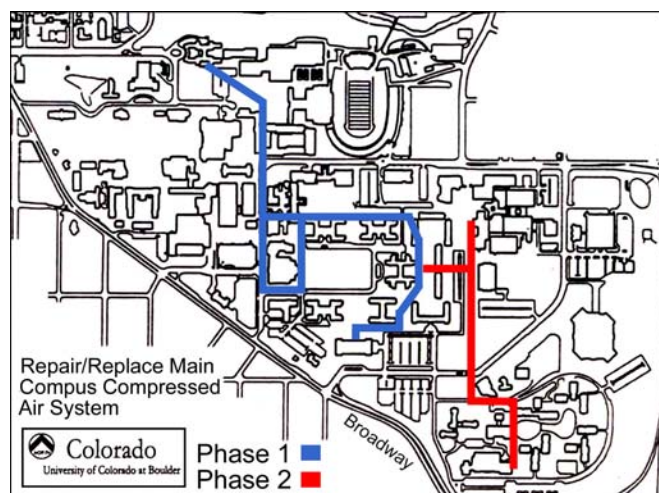 Repair/Replace Main
Compus Compressed
Air System
Colorado
University of Colorado at Boulder
Phase 1
Phase 2
Broadway